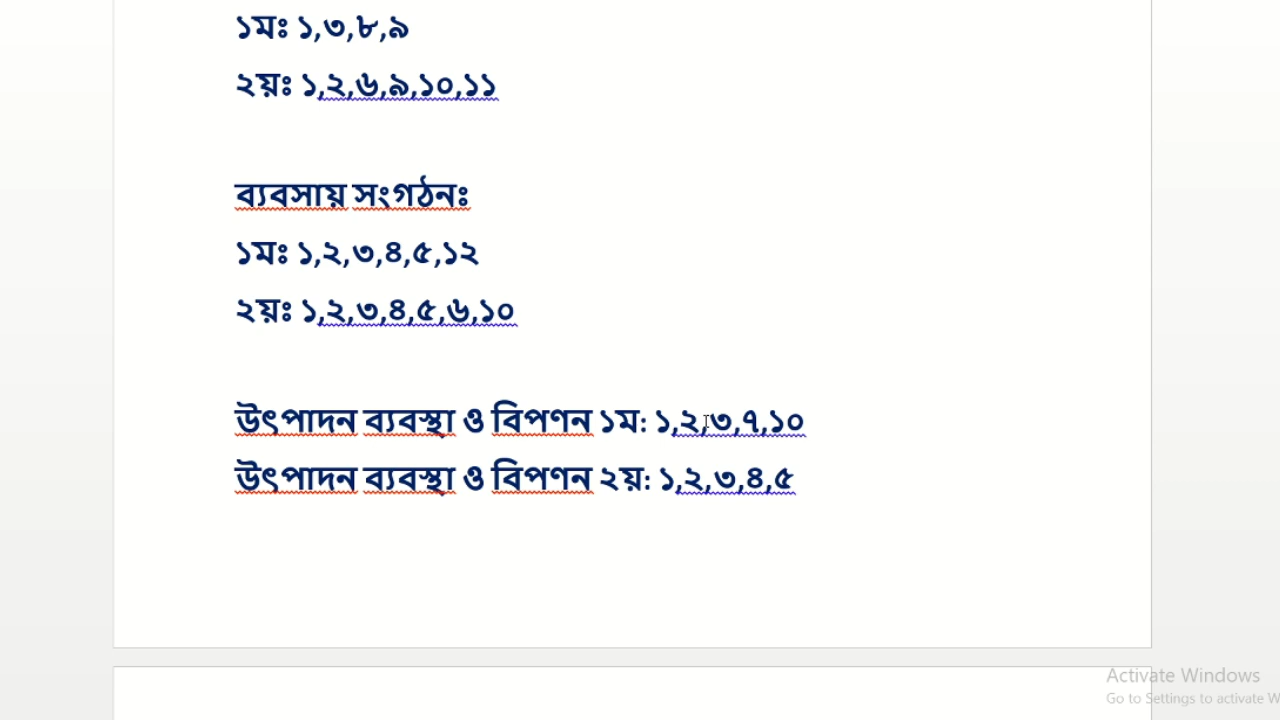 ১মঃ ১,৩,৮,৯
২য়ঃ ১,২,৬,৯,১০,১১
ব্যবসায় সংগঠনঃ
১মঃ ১,২,৩,৪,৫,১২
২য়ঃ ১,২,৩,৪,৫,৬,১০
উৎপাদন ব্যবস্থা ও বিপণন ১ম: ১,২,৩,৭,১০
উৎপাদন ব্যবস্থা ও বিপণন ২য়: ১,২,৩,৪,৫
Activate Windows
Go to Settings to activate W